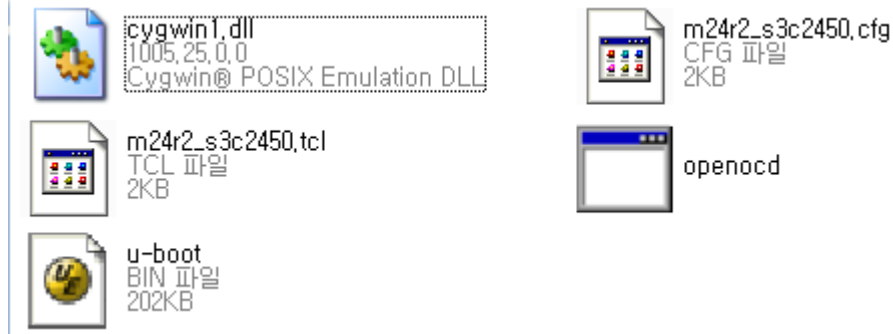 cygwin1.dll
1005,25,0,0
Cygwin® POSIX Emulation DLL
m24r2_s3c2450.cfg
CFG 파일
2KB
m24r2_s3c2450.tcl
TCL 파일
2KB
openocd
u-boot
BIN 파일
202KB